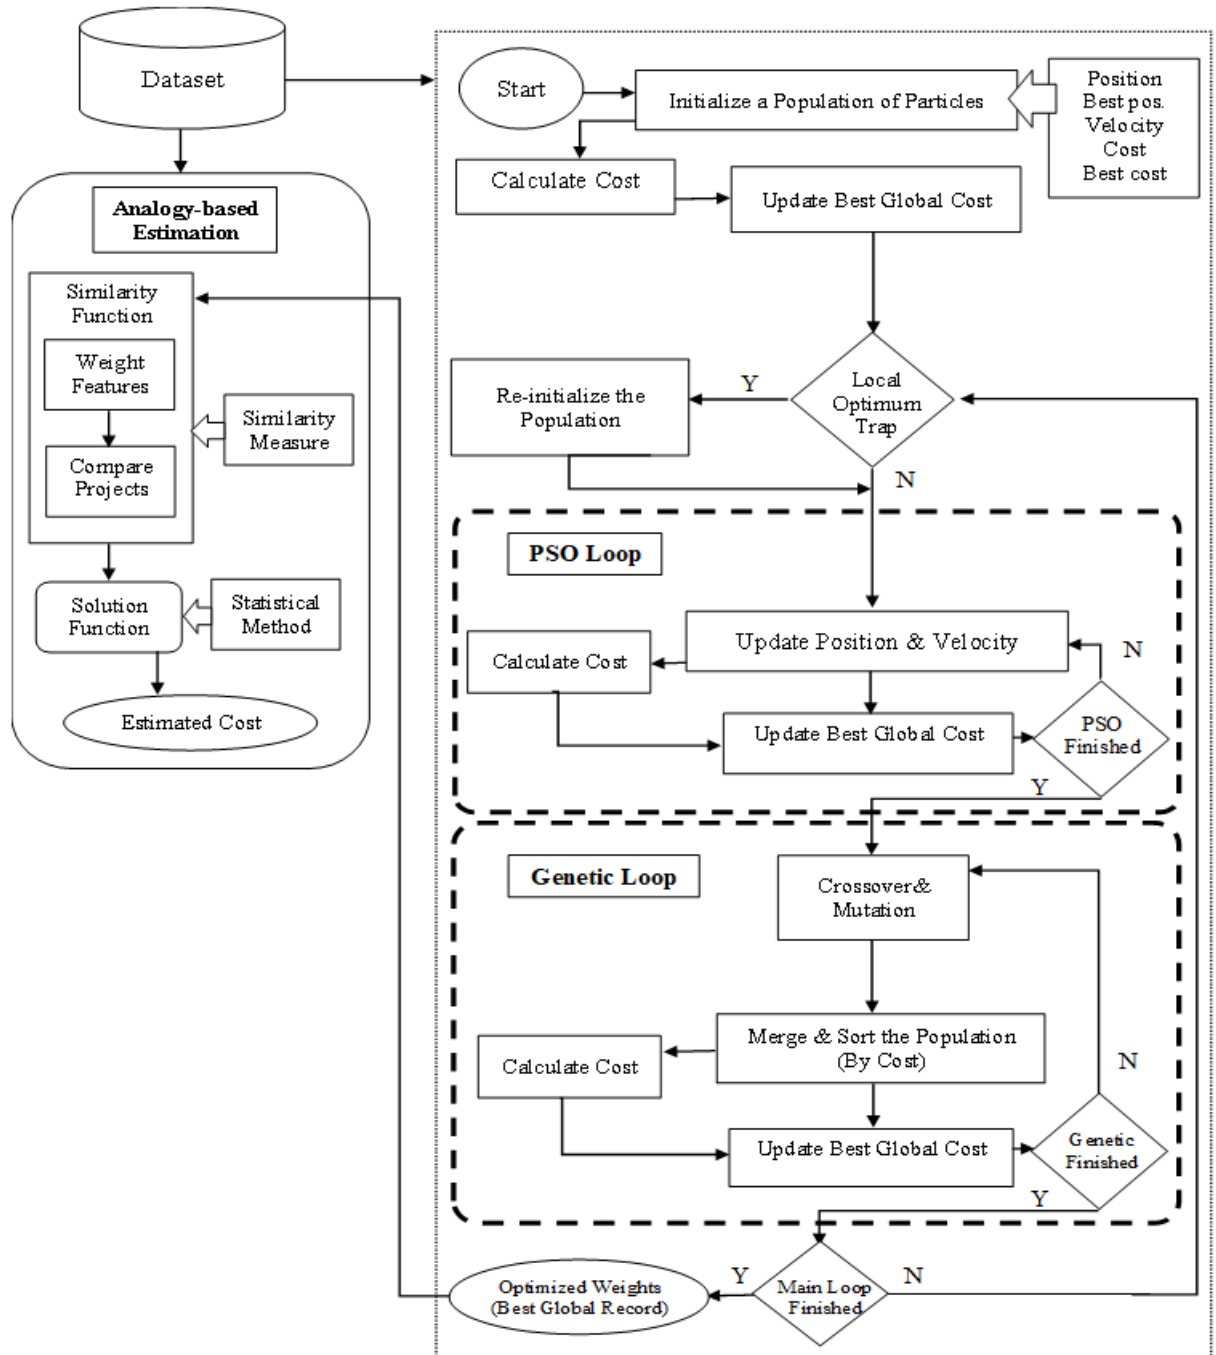 Dataset
Analogy-based
Estimation
Similarity
Function
Weight
Features
Compare
Projects
Similarity
Measure
Solution
Function
Statistical
Method
Estimated Cost
Start
Initialize a Population of Particles
Position
Best pos.
Velocity
Cost
Best cost
Calculate Cost
Update Best Global Cost
Local
Optimum
Trap
Y
N
Re-initialize the
Population
PSO Loop
Update Position & Velocity
Calculate Cost
Update Best Global Cost
PSO
Finished
N
Y
Genetic Loop
Crossover&
Mutation
Merge & Sort the Population
(By Cost)
Calculate Cost
Update Best Global Cost
Genetic
Finished
N
Y
Main Loop
Finished
Y
N
Optimized Weights
(Best Global Record)